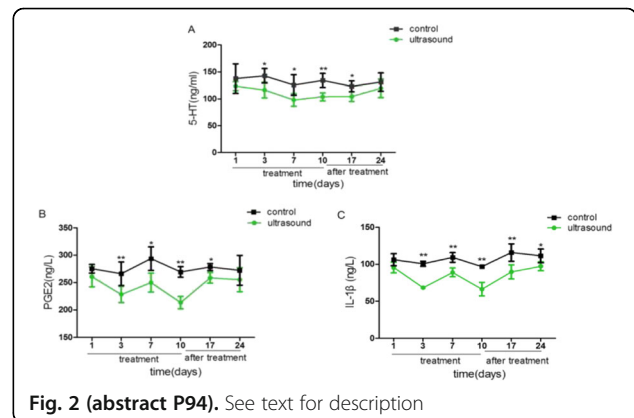 A
control
ultrasound
5-HT(ng/ml)
200
150
100
50
0
* * ** *
1 3 7 10 17 24
treatment after treatment
time(days)
B
control
ultrasound
PGE2(ng/L)
350
300
250
200
150
** * ** *
1 3 7 10 17 24
treatment after treatment
time(days)
C
control
ultrasound
IL-1β (ng/L)
150
100
50
0
** ** ** ** *
1 3 7 10 17 24
treatment after treatment
time(days)
Fig. 2 (abstract P94). See text for description